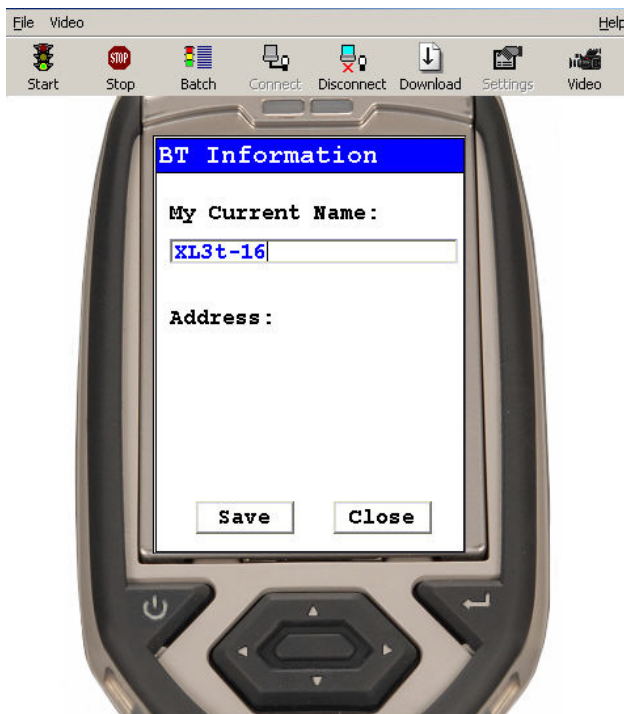 File Video Help
STOP
Start Stop Batch Connect Disconnect Download Settings Video
BT Information
My Current Name:
XL3t-16
Address:
Save Close